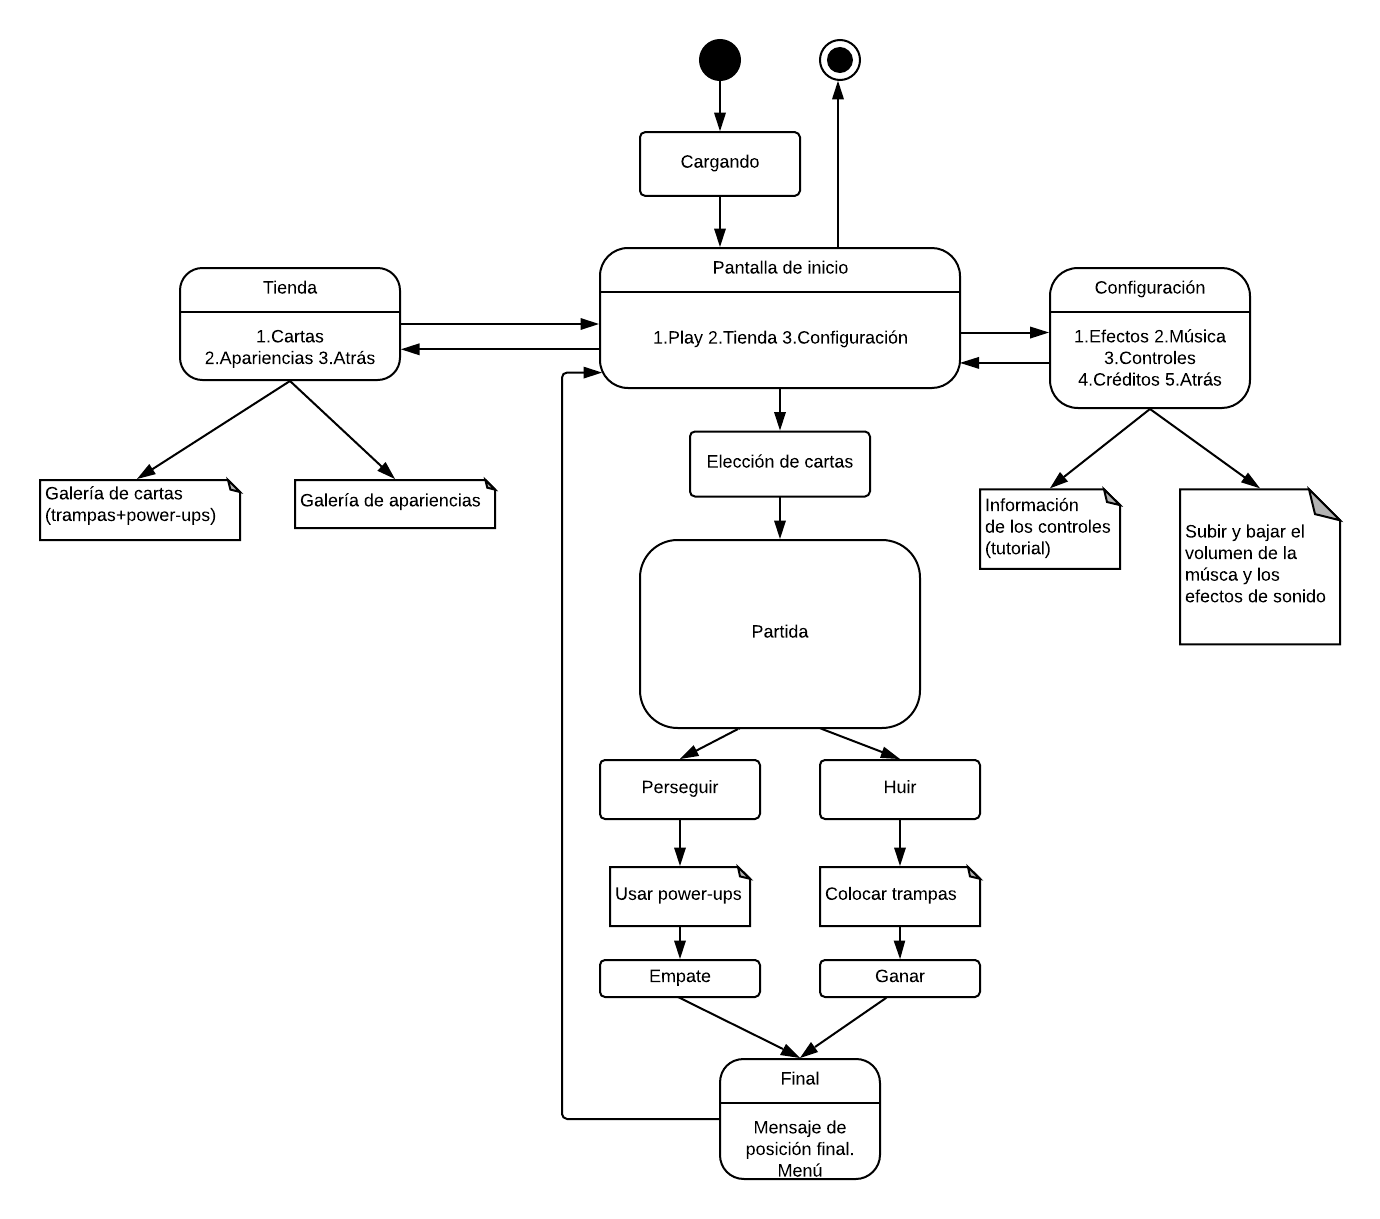 Cargando
Pantalla de inicio
1.Play 2.Tienda 3.Configuración
Tienda
1.Cartas
2.Apariencias 3.Atrás
Configuración
1.Efectos 2.Música
3.Controles
4.Créditos 5.Atrás
Elección de cartas
Galería de cartas
(trampas+power-ups)
Galería de apariencias
Información
de los controles
(tutorial)
Subir y bajar el
volumen de la
músca y los
efectos de sonido
Partida
Perseguir
Huir
Usar power-ups
Colocar trampas
Empate
Ganar
Final
Mensaje de
posición final.
Menú